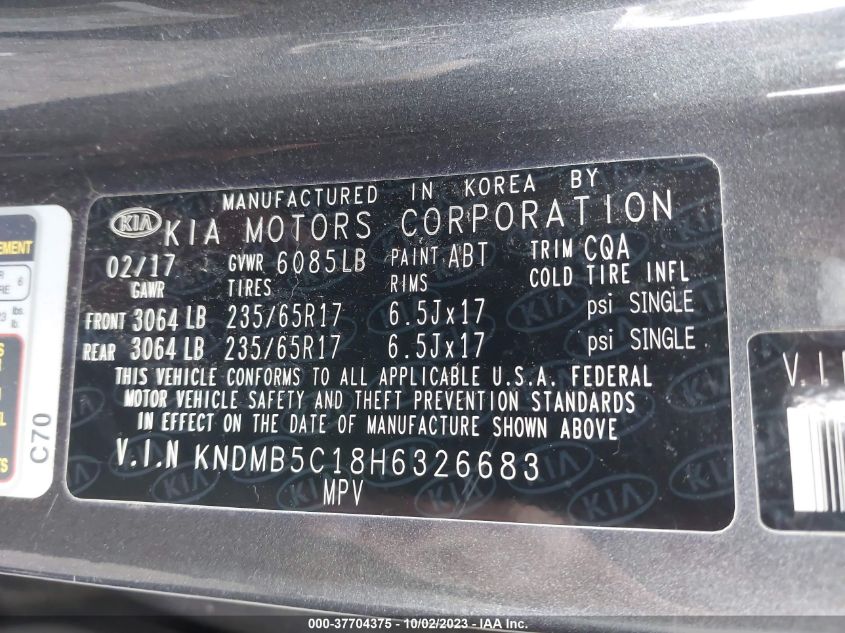 MANUFACTURED IN KOREA BY
KIA KIA MOTORS CORPORATION
02/17 GVWR 6085LB PAINT ABT TRIM CQA
GAWR TIRES RIMS COLD TIRE INFL
FRONT 3064 LB 235/65R17 6.5Jx17 psi SINGLE
REAR 3064 LB 235/65R17 6.5Jx17 psi SINGLE
THIS VEHICLE CONFORMS TO ALL APPLICABLE U.S.A. FEDERAL
MOTOR VEHICLE SAFETY AND THEFT PREVENTION STANDARDS
IN EFFECT ON THE DATE OF MANUFACTURE SHOWN ABOVE
V.I.N KNDMB5C18H6326683
MPV
C70
V.I
000-37704375 - 10/02/2023 - IAA Inc.